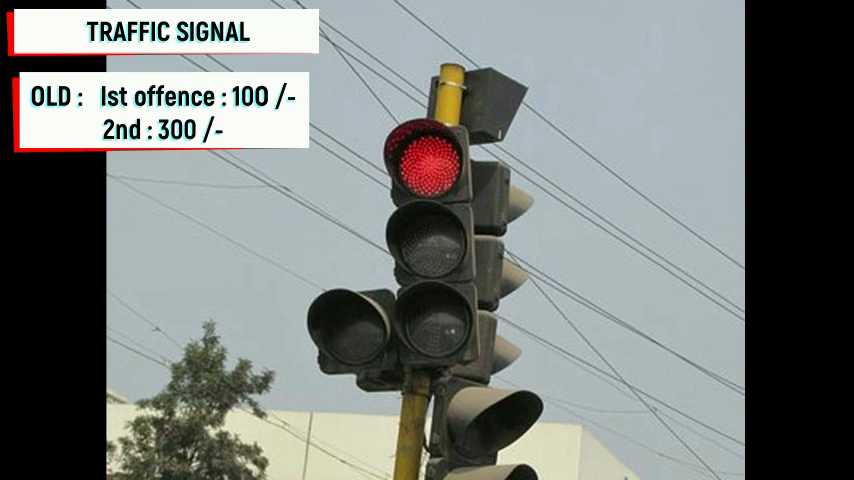 TRAFFIC SIGNAL
OLD : Ist offence : 100 /-
2nd : 300 /-